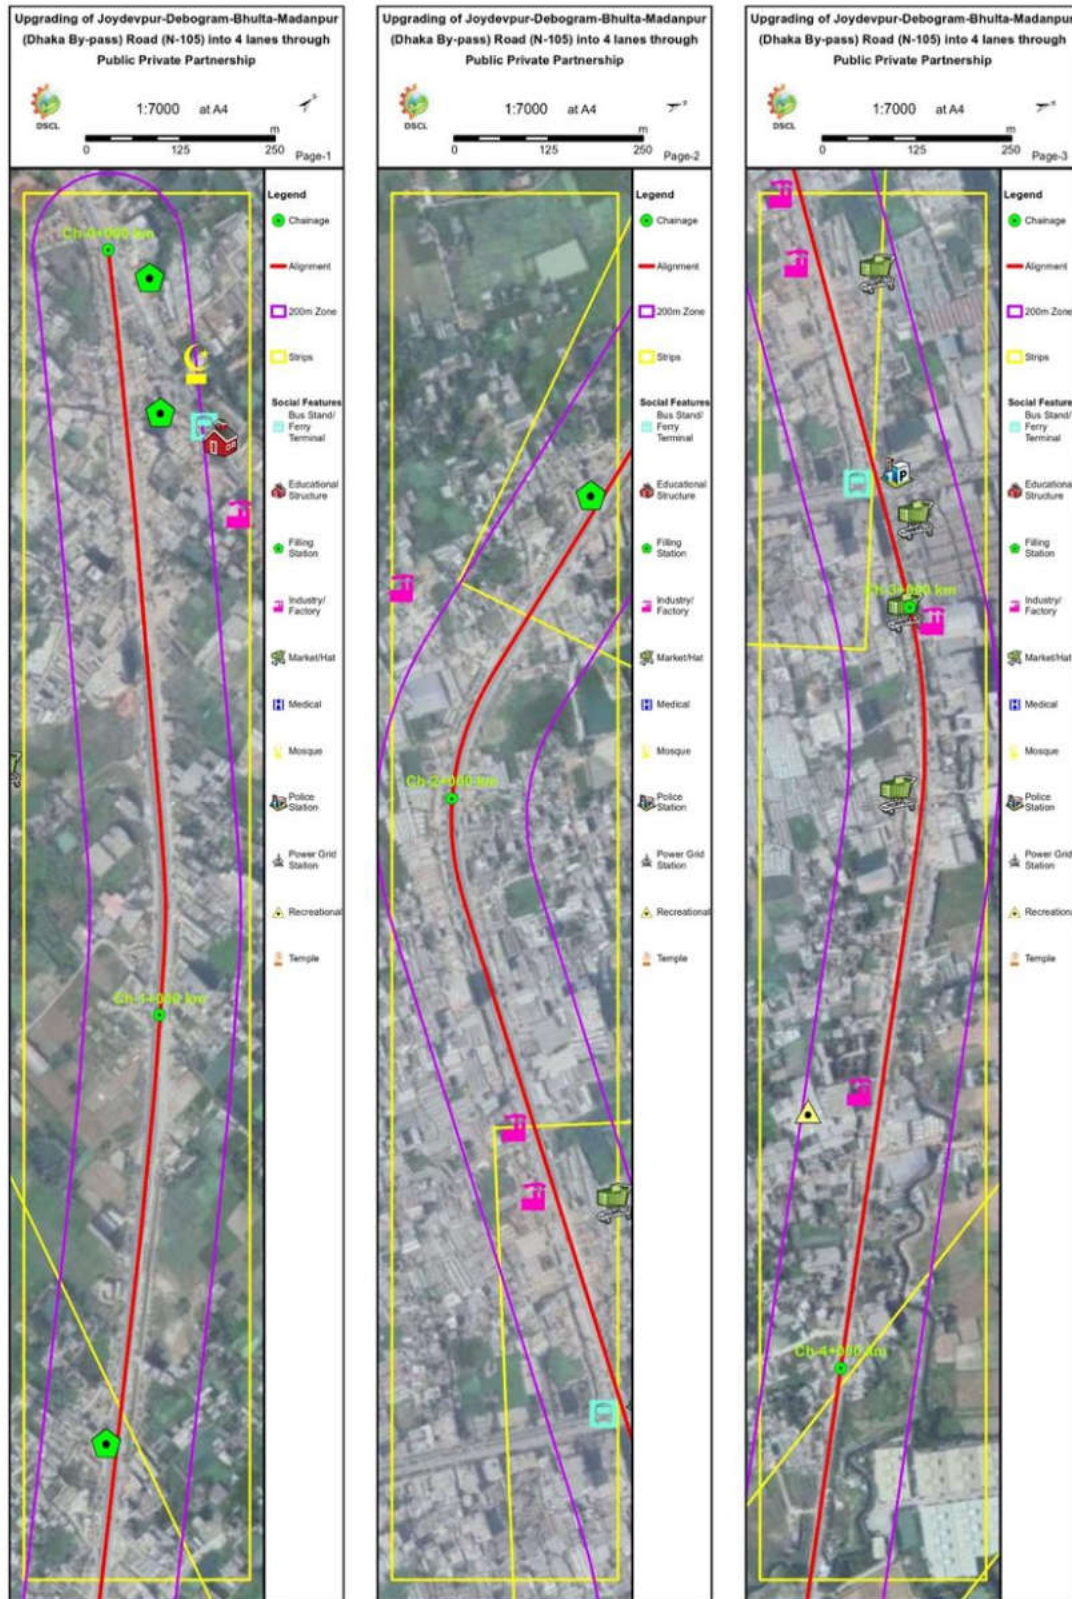 Upgrading of Joydevpur-Debogram-Bhulta-Madanpur
(Dhaka By-pass) Road (N-105) into 4 lanes through
Public Private Partnership
DSCL
1:7000 at A4
m
0 125 250
Page-1
Legend
Chainage
Alignment
200m Zone
Strips
Social Features
Bus Stand/
Ferry
Terminal
Educational
Structure
Filling
Station
Industry/
Factory
Market/Hat
Medical
Mosque
Police
Station
Power Grid
Station
Recreational
Temple
Ch-0+000 km
Ch-1+000 km
Upgrading of Joydevpur-Debogram-Bhulta-Madanpur
(Dhaka By-pass) Road (N-105) into 4 lanes through
Public Private Partnership
DSCL
1:7000 at A4
m
0 125 250
Page-2
Legend
Chainage
Alignment
200m Zone
Strips
Social Features
Bus Stand/
Ferry
Terminal
Educational
Structure
Filling
Station
Industry/
Factory
Market/Hat
Medical
Mosque
Police
Station
Power Grid
Station
Recreational
Temple
Ch-2+000 km
Upgrading of Joydevpur-Debogram-Bhulta-Madanpur
(Dhaka By-pass) Road (N-105) into 4 lanes through
Public Private Partnership
DSCL
1:7000 at A4
m
0 125 250
Page-3
Legend
Chainage
Alignment
200m Zone
Strips
Social Features
Bus Stand/
Ferry
Terminal
Educational
Structure
Filling
Station
Industry/
Factory
Market/Hat
Medical
Mosque
Police
Station
Power Grid
Station
Recreational
Temple
Ch-3+000 km
Ch-4+000 km